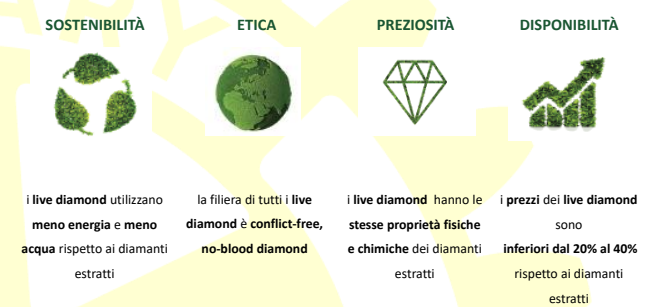 SOSTENIBILITÀ
i live diamond utilizzano
meno energia e meno
acqua rispetto ai diamanti
estratti
ETICA
la filiera di tutti i live
diamond è conflict-free,
no-blood diamond
PREZIOSITÀ
i live diamond hanno le
stesse proprietà fisiche
e chimiche dei diamanti
estratti
DISPONIBILITÀ
i prezzi dei live diamond
sono
inferiori dal 20% al 40%
rispetto ai diamanti
estratti